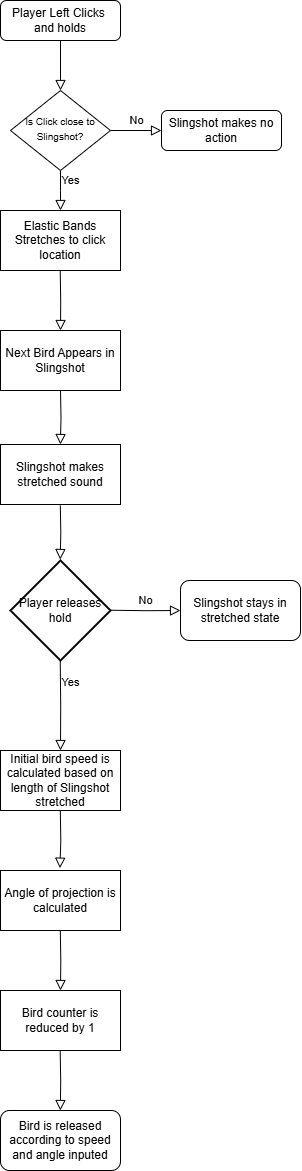 Player Left Clicks
and holds
Is Click close to
Slingshot?
No
Slingshot makes no
action
Yes
Elastic Bands
Stretches to click
location
Next Bird Appears in
Slingshot
Slingshot makes
stretched sound
Player releases
hold
No
Slingshot stays in
stretched state
Yes
Initial bird speed is
calculated based on
length of Slingshot
stretched
Angle of projection is
calculated
Bird counter is
reduced by 1
Bird is released
according to speed
and angle inputed